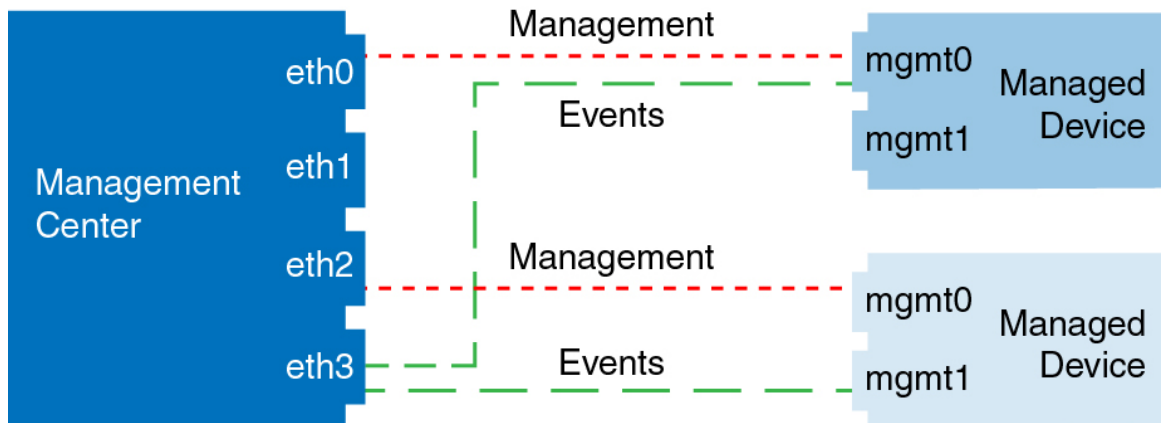 Management
Center
eth0
eth1
eth2
eth3
Management
Events
Management
Events
mgmt0
mgmt1
Managed
Device
mgmt0
mgmt1
Managed
Device